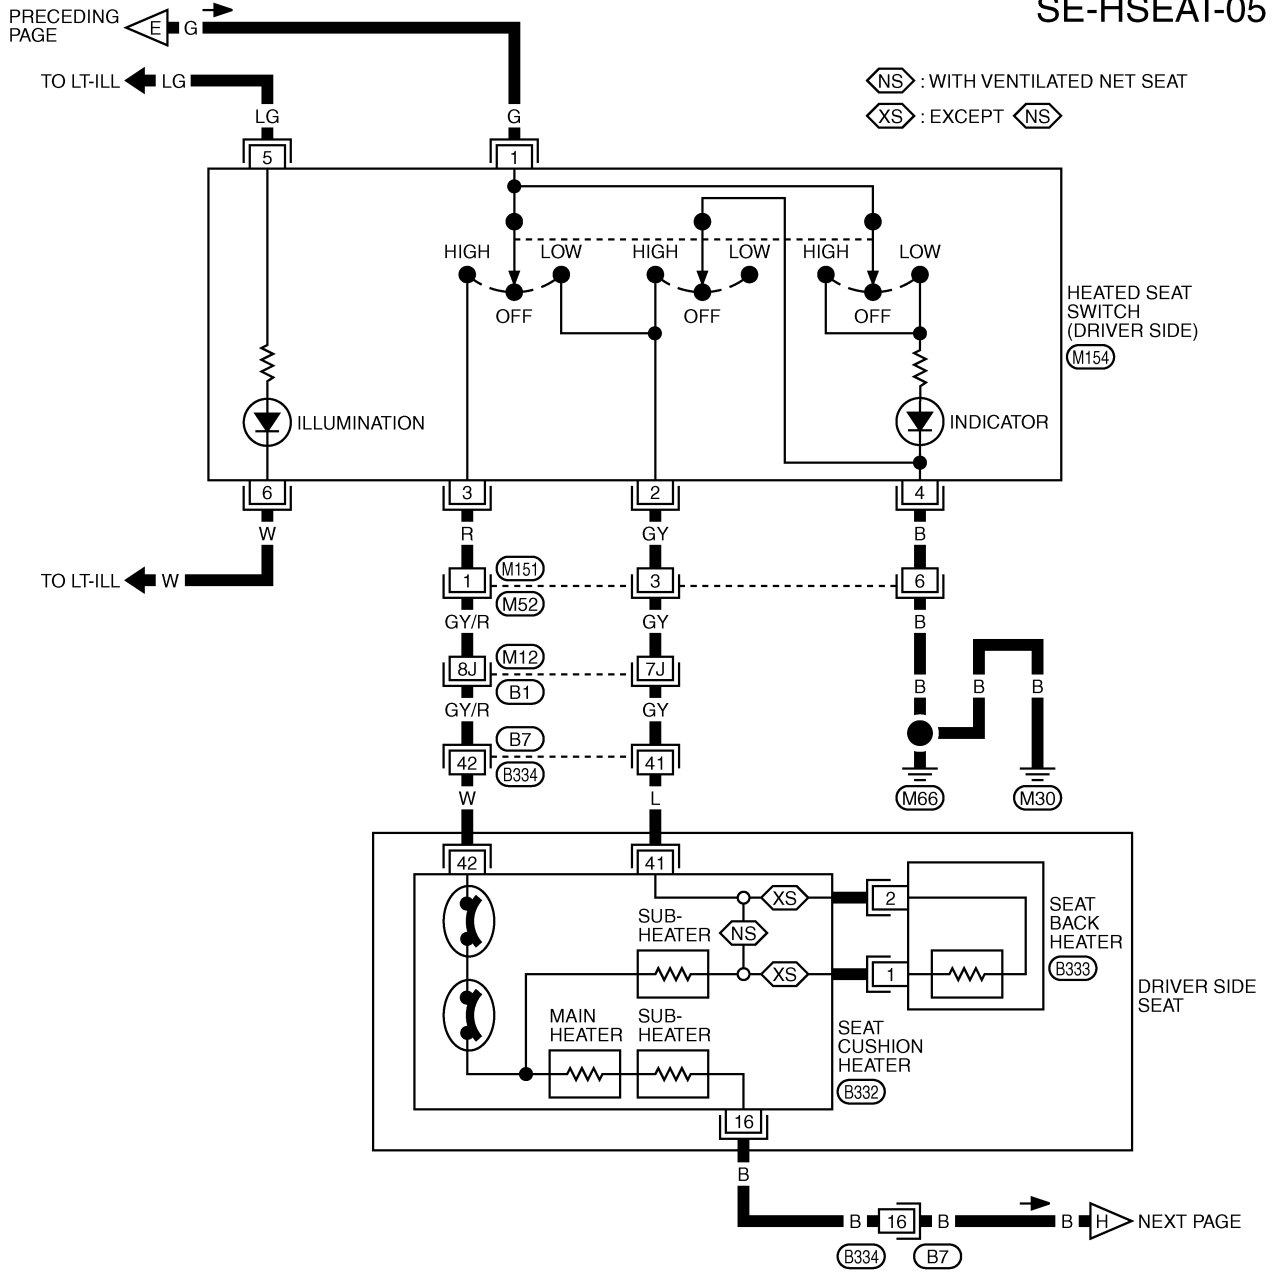 SE-HSEAT-05
PRECEDING
PAGE
E
G
TO LT-ILL
LG
NS : WITH VENTILATED NET SEAT
XS : EXCEPT NS
LG
G
5
1
HIGH
LOW
HIGH
LOW
HIGH
LOW
OFF
OFF
OFF
HEATED SEAT
SWITCH
(DRIVER SIDE)
M154
ILLUMINATION
INDICATOR
6
3
2
4
W
R
GY
B
TO LT-ILL
W
1
M151
M52
3
6
GY/R
GY
B
8J
M12
B1
7J
B
B
B
GY/R
GY
42
B7
B334
41
W
L
M66
M30
42
41
XS
2
SUB-
HEATER
NS
SEAT
BACK
HEATER
B333
XS
1
DRIVER SIDE
SEAT
MAIN
HEATER
SUB-
HEATER
SEAT
CUSHION
HEATER
B332
16
B
B
16
B
B
H
NEXT PAGE
B334
B7